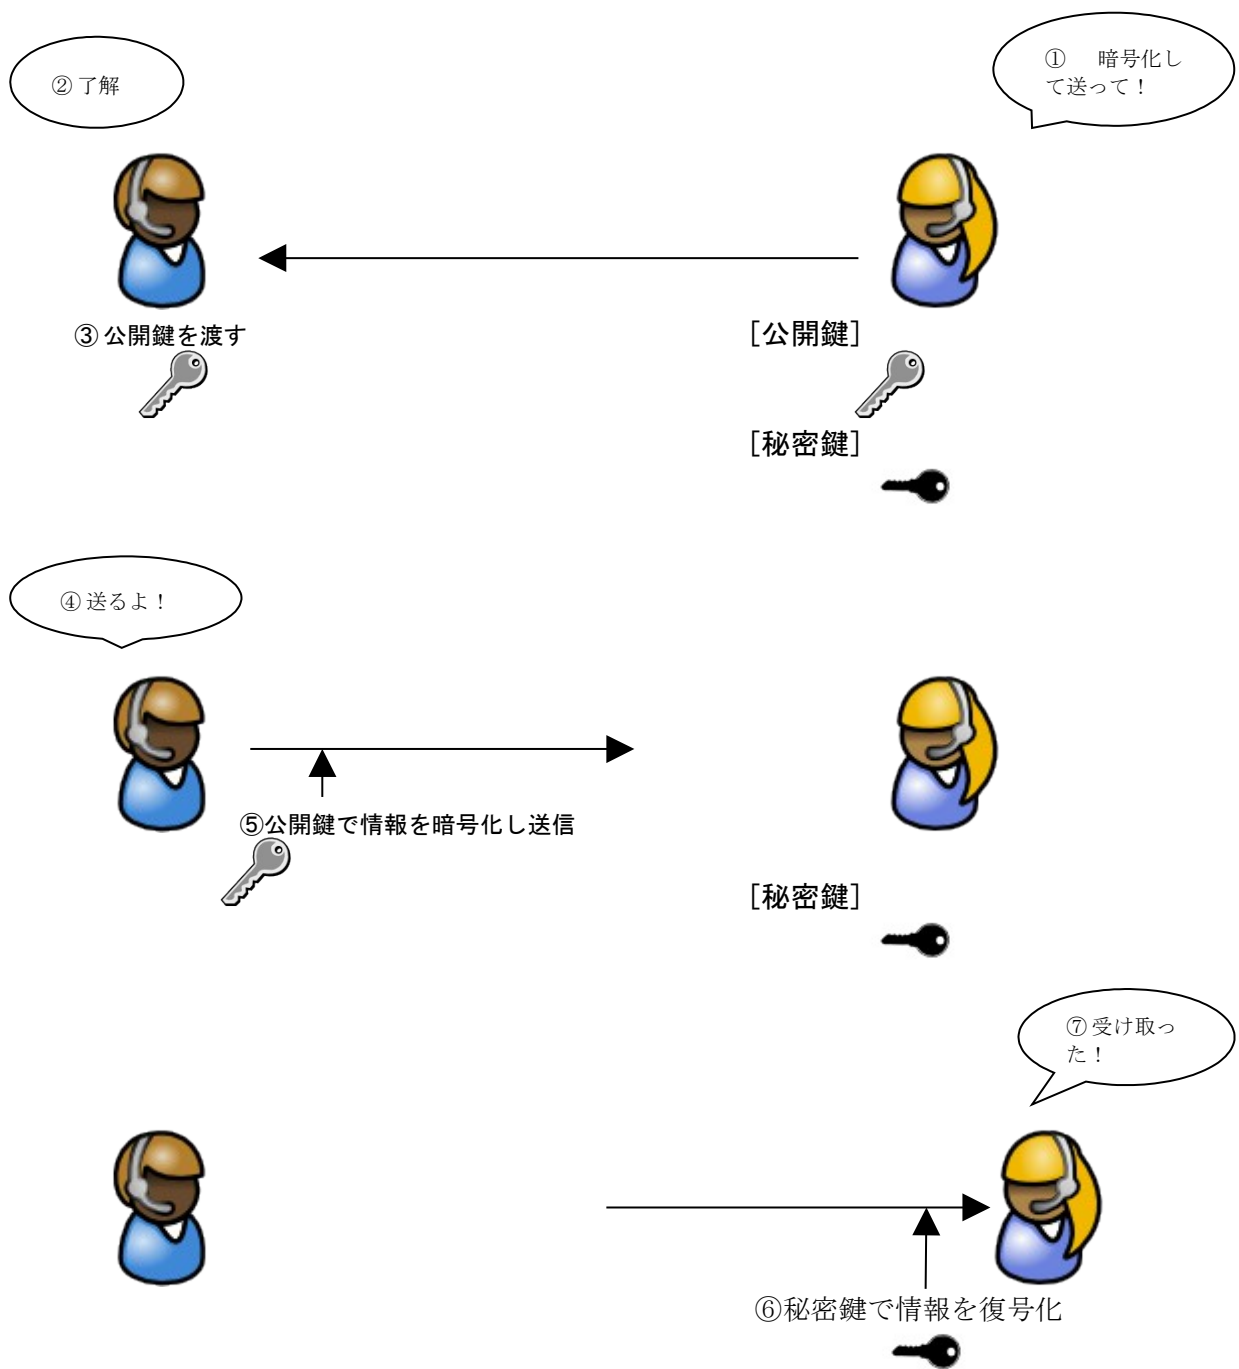 ② 了解
① 暗号化し
て送って！
③ 公開鍵を渡す
［公開鍵］
［秘密鍵］
④ 送るよ！
⑤公開鍵で情報を暗号化し送信
［秘密鍵］
⑦ 受け取っ
た！
⑥秘密鍵で情報を復号化